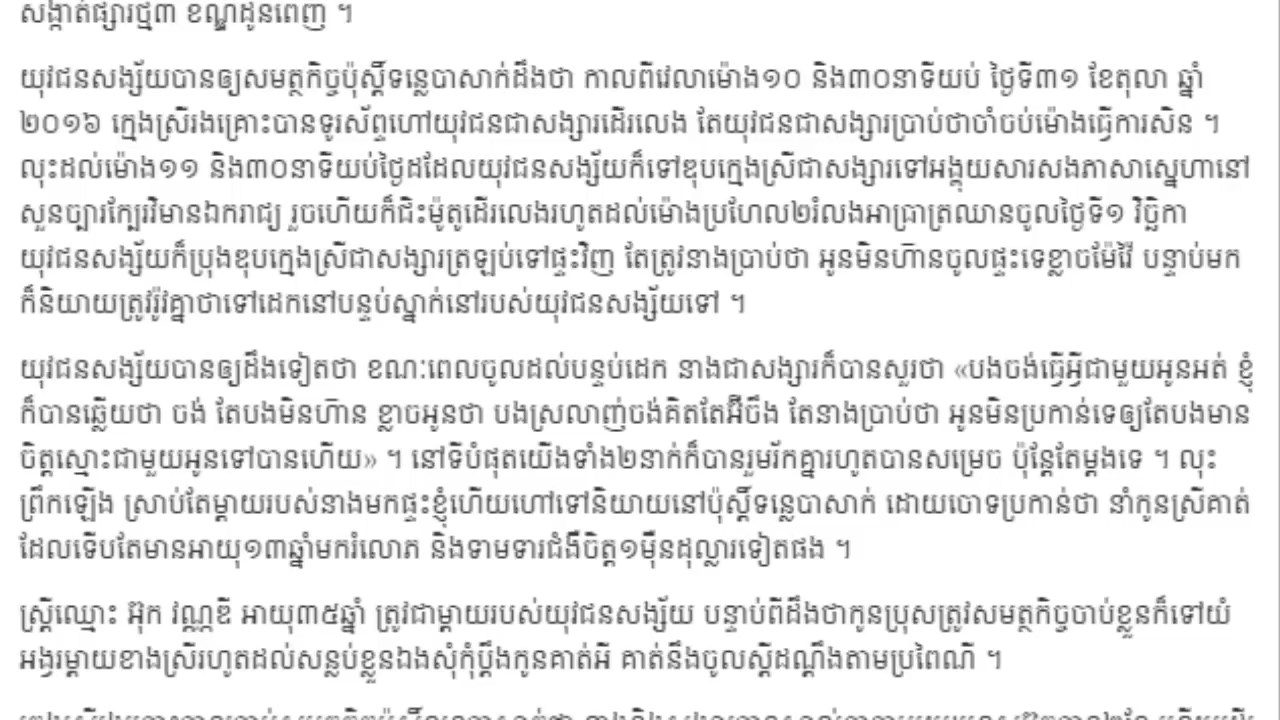 សង្កាត់ផ្សារថ្មី៣ ខណ្ឌដូនពេញ ។
យុវជនសង្ស័យបានឲ្យសមត្ថកិច្ចប៉ុស្តិ៍ទន្លេបាសាក់ដឹងថា កាលពីវេលាម៉ោង១០ និង៣០នាទីយប់ ថ្ងៃទី៣១ ខែតុលា ឆ្នាំ
២០១៦ ក្មេងស្រីរងគ្រោះបានទូរស័ព្ទហៅយុវជនជាសង្សារដើរលេង តែយុវជនជាសង្សារប្រាប់ថាចាំចប់ម៉ោងធ្វើការសិន ។
លុះដល់ម៉ោង១១ និង៣០នាទីយប់ថ្ងៃដដែលយុវជនសង្ស័យក៏ទៅឌុបក្មេងស្រីជាសង្សារទៅអង្គុយសារសងភាសាស្នេហានៅ
សួនច្បារក្បែរវិមានឯករាជ្យ រួចហើយក៏ជិះម៉ូតូដើរលេងរហូតដល់ម៉ោងប្រហែល២រំលងអាធ្រាត្រឈានចូលថ្ងៃទី១ វិច្ឆិកា
យុវជនសង្ស័យក៏ប្រុងឌុបក្មេងស្រីជាសង្សារត្រឡប់ទៅផ្ទះវិញ តែត្រូវនាងប្រាប់ថា អូនមិនហ៊ានចូលផ្ទះទេខ្លាចម៉ែវ៉ៃ បន្ទាប់មក
ក៏និយាយត្រូវរ៉ូវគ្នាថាទៅដេកនៅបន្ទប់ស្នាក់នៅរបស់យុវជនសង្ស័យទៅ ។
យុវជនសង្ស័យបានឲ្យដឹងទៀតថា ខណៈពេលចូលដល់បន្ទប់ដេក នាងជាសង្សារក៏បានសួរថា «បងចង់ធ្វើអ្វីជាមួយអូនអត់ ខ្ញុំ
ក៏បានឆ្លើយថា ចង់ តែបងមិនហ៊ាន ខ្លាចអូនថា បងស្រលាញ់ចង់គិតតែអ៊ីចឹង តែនាងប្រាប់ថា អូនមិនប្រកាន់ទេឲ្យតែបងមាន
ចិត្តស្មោះជាមួយអូនទៅបានហើយ» ។ នៅទីបំផុតយើងទាំង២នាក់ក៏បានរួមរ័កគ្នារហូតបានសម្រេច ប៉ុន្តែតែម្តងទេ ។ លុះ
ព្រឹកឡើង ស្រាប់តែម្តាយរបស់នាងមកផ្ទះខ្ញុំហើយហៅទៅនិយាយនៅប៉ុស្តិ៍ទន្លេបាសាក់ ដោយចោទប្រកាន់ថា នាំកូនស្រីគាត់
ដែលទើបតែមានអាយុ១៣ឆ្នាំមករំលោភ និងទាមទារជំងឺចិត្ត១ម៉ឺនដុល្លារទៀតផង ។
ស្ត្រីឈ្មោះ អ៊ុក វណ្ណឌី អាយុ៣៥ឆ្នាំ ត្រូវជាម្តាយរបស់យុវជនសង្ស័យ បន្ទាប់ពីដឹងថាកូនប្រុសត្រូវសមត្ថកិច្ចចាប់ខ្លួនក៏ទៅយំ
អង្វរម្តាយខាងស្រីរហូតដល់សន្លប់ខ្លួនឯងសុំកុំប្តឹងកូនគាត់អី គាត់នឹងចូលស្តីដណ្តឹងតាមប្រពៃណី ។